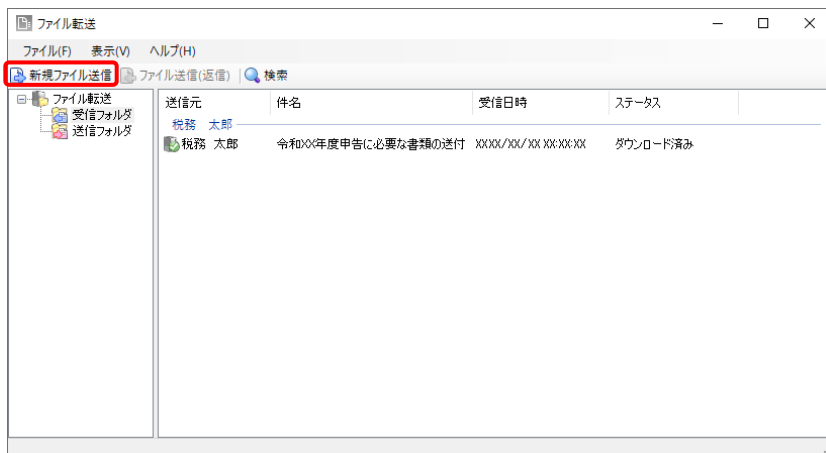 ファイル転送
ファイル(F) 表示(V) ヘルプ(H)
新規ファイル送信 ファイル送信(返信) 検索
ファイル転送
受信フォルダ
送信フォルダ
送信元 件名 受信日時 ステータス
税務 太郎
税務 太郎 令和XX年度申告に必要な書類の送付 XXXX/XX/XX XX:XX:XX ダウンロード済み